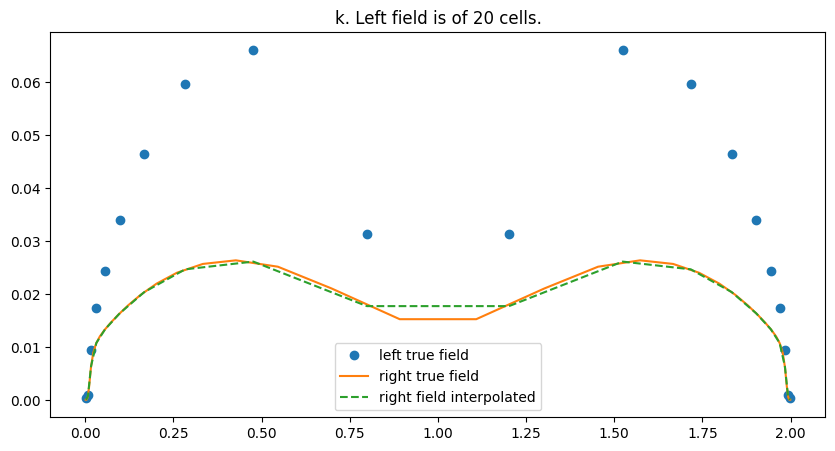 k. Left field is of 20 cells.
0.06
0.05
0.04
0.03
0.02
0.01
0.00
left true field
right true field
right field interpolated
0.00 0.25 0.50 0.75 1.00 1.25 1.50 1.75 2.00